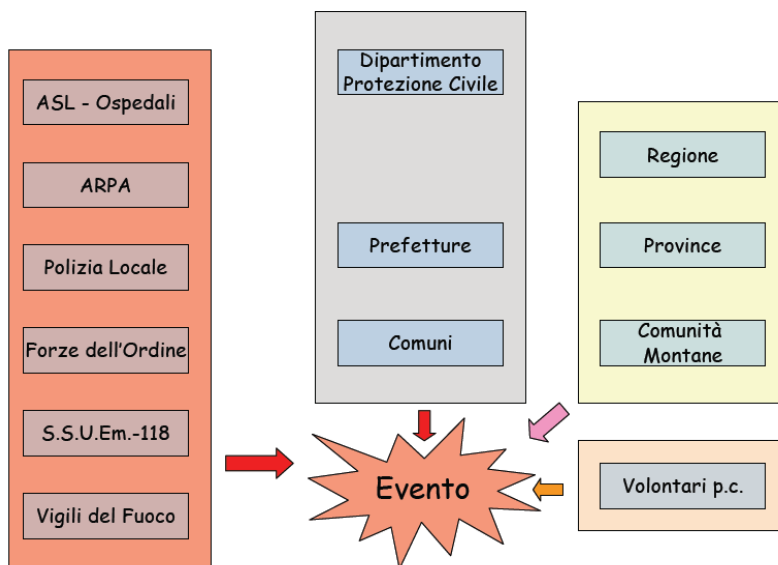 ASL - Ospedali
ARPA
Polizia Locale
Forze dell'Ordine
S.S.U.Em.-118
Vigili del Fuoco
Dipartimento
Protezione Civile
Prefetture
Comuni
Regione
Province
Comunità
Montane
Volontari p.c.
Evento